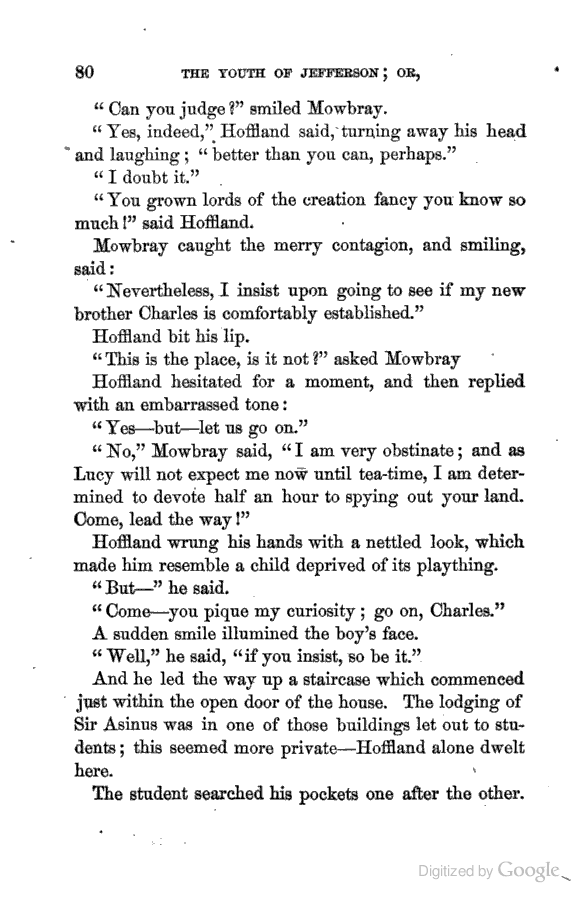 80 THE YOUTH OF JEFFERSON; OR,
"Can you judge?" smiled Mowbray.
"Yes, indeed," Hoffland said, turning away his head
and laughing; "better than you can, perhaps."
"I doubt it."
"You grown lords of the creation fancy you know so
much!" said Hoffland.
Mowbray caught the merry contagion, and smiling,
said:
"Nevertheless, I insist upon going to see if my new
brother Charles is comfortably established."
Hoffland bit his lip.
"This is the place, is it not?" asked Mowbray
Hoffland hesitated for a moment, and then replied
with an embarrassed tone:
"Yes—but—let us go on."
"No," Mowbray said, "I am very obstinate; and as
Lucy will not expect me now until tea-time, I am deter-
mined to devote half an hour to spying out your land.
Come, lead the way!"
Hoffland wrung his hands with a nettled look, which
made him resemble a child deprived of its plaything.
"But—" he said.
"Come—you pique my curiosity; go on, Charles."
A sudden smile illumined the boy's face.
"Well," he said, "if you insist, so be it."
And he led the way up a staircase which commenced
just within the open door of the house. The lodging of
Sir Asinus was in one of those buildings let out to stu-
dents; this seemed more private—Hoffland alone dwelt
here.
The student searched his pockets one after the other.
Digitized by Google